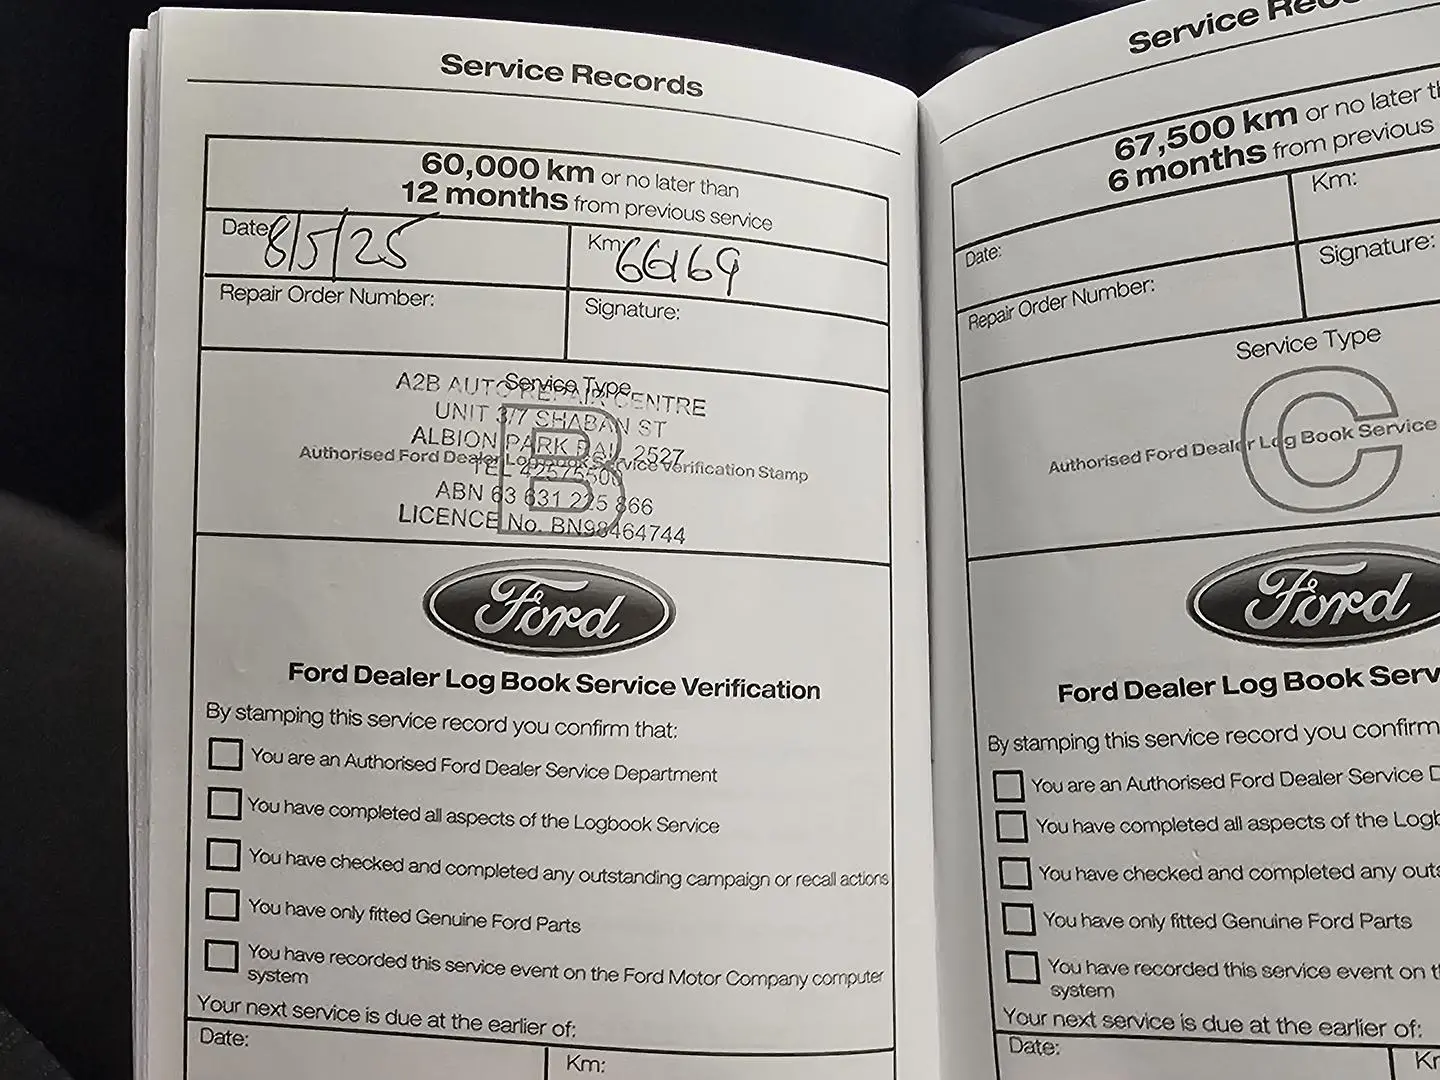 Service Records
60,000 km or no later than
12 months from previous service
Date: 8/5/25
Km: 66169
Repair Order Number:
Signature:
Service Type
A2B AUTO REPAIR CENTRE
UNIT 3/7 SHABAN ST
ALBION PARK RAIL 2527
Authorised Ford Dealer Log Book Service Verification Stamp
B
TEL 42575500
ABN 63 631 225 866
LICENCE No. BN98464744
Ford
Ford Dealer Log Book Service Verification
By stamping this service record you confirm that:
You are an Authorised Ford Dealer Service Department
You have completed all aspects of the Logbook Service
You have checked and completed any outstanding campaign or recall actions
You have only fitted Genuine Ford Parts
You have recorded this service event on the Ford Motor Company computer
system
Your next service is due at the earlier of:
Date:
Km:
Service
67,500 km or no later
6 months from previous
Km:
Date:
Signature:
Repair Order Number:
Service Type
C
Authorised Ford Dealer Log Book Service
Ford
Ford Dealer Log Book
By stamping this service record you confirm
You are an Authorised Ford Dealer Service
You have completed all aspects of the
You have checked and completed any
You have only fitted Genuine Ford Parts
You have recorded this service event on
system
Your next service is due at the earlier of:
Date: